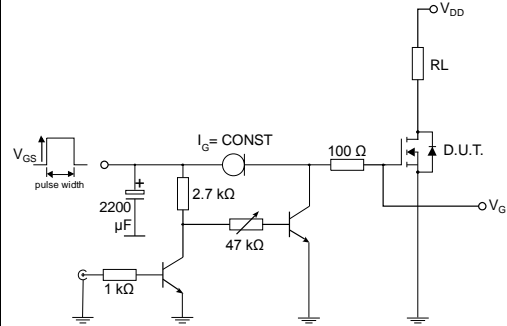 VDD
RL
IG= CONST
100 Ω
D.U.T.
VGS
pulse width
+
2200
μF
2.7 kΩ
47 kΩ
VG
1 kΩ